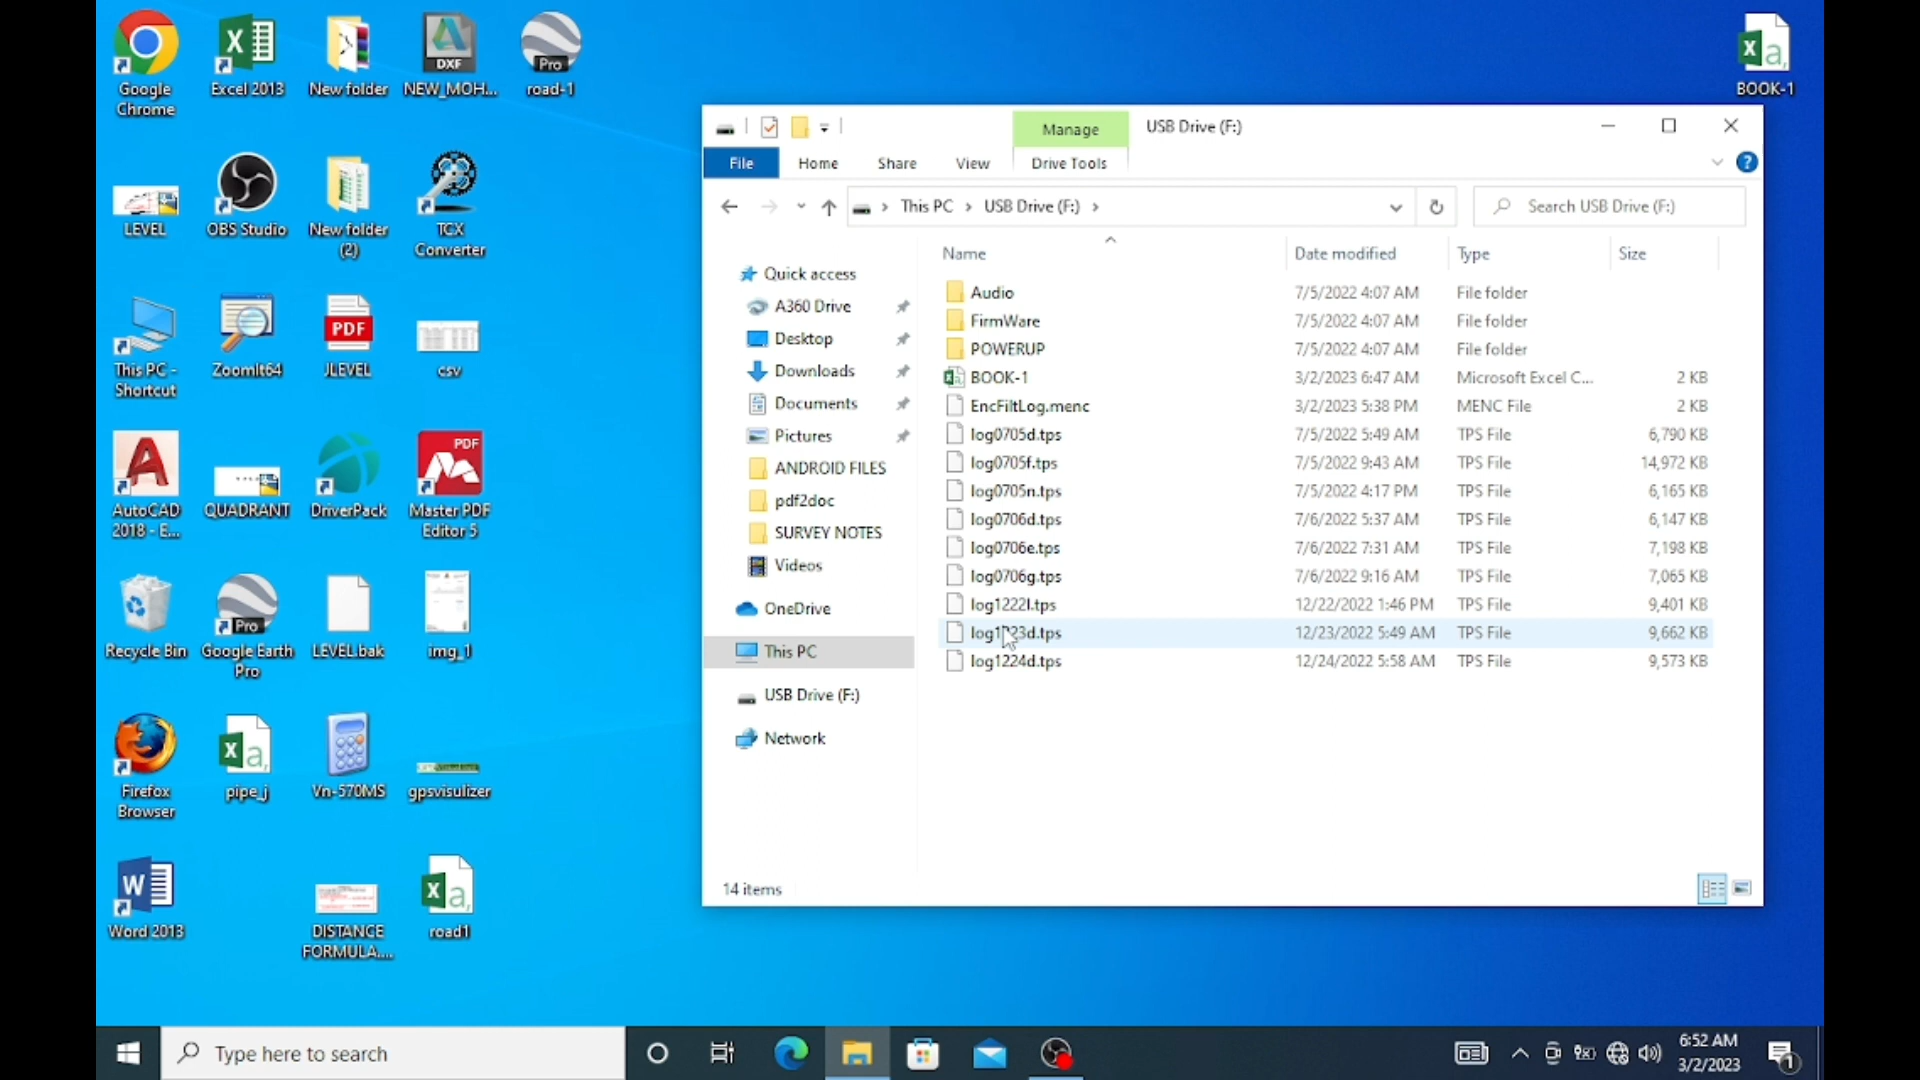 Google
Chrome
Excel 2013
New folder
DXF
NEW_MOH...
Pro
road-1
BOOK-1
LEVEL
OBS Studio
New folder
(2)
TCX
Converter
This PC -
Shortcut
ZoomIt64
PDF
JLEVEL
csv
AutoCAD
2018 - E...
QUADRANT
DriverPack
PDF
Master PDF
Editor 5
Recycle Bin
Pro
Google Earth
Pro
LEVEL.bak
img_1
Firefox
Browser
pipe_j
Vn-570MS
gpsvisulizer
Word 2013
DISTANCE
FORMULA....
road1
Manage
USB Drive (F:)
File
Home
Share
View
Drive Tools
This PC
USB Drive (F:)
Search USB Drive (F:)
Name
Date modified
Type
Size
Quick access
A360 Drive
Desktop
Downloads
Documents
Pictures
ANDROID FILES
pdf2doc
SURVEY NOTES
Videos
OneDrive
This PC
USB Drive (F:)
Network
Audio 7/5/2022 4:07 AM File folder
FirmWare 7/5/2022 4:07 AM File folder
POWERUP 7/5/2022 4:07 AM File folder
BOOK-1 3/2/2023 6:47 AM Microsoft Excel C... 2 KB
EncFiltLog.menc 3/2/2023 5:38 PM MENC File 2 KB
log0705d.tps 7/5/2022 5:49 AM TPS File 6,790 KB
log0705f.tps 7/5/2022 9:43 AM TPS File 14,972 KB
log0705n.tps 7/5/2022 4:17 PM TPS File 6,165 KB
log0706d.tps 7/6/2022 5:37 AM TPS File 6,147 KB
log0706e.tps 7/6/2022 7:31 AM TPS File 7,198 KB
log0706g.tps 7/6/2022 9:16 AM TPS File 7,065 KB
log1222l.tps 12/22/2022 1:46 PM TPS File 9,401 KB
log1223d.tps 12/23/2022 5:49 AM TPS File 9,662 KB
log1224d.tps 12/24/2022 5:58 AM TPS File 9,573 KB
14 items
Type here to search
6:52 AM
3/2/2023
1